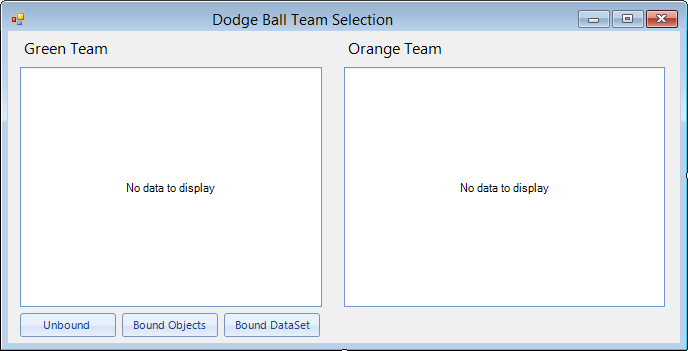 Dodge Ball Team Selection
Green Team
Orange Team
No data to display
No data to display
Unbound
Bound Objects
Bound DataSet